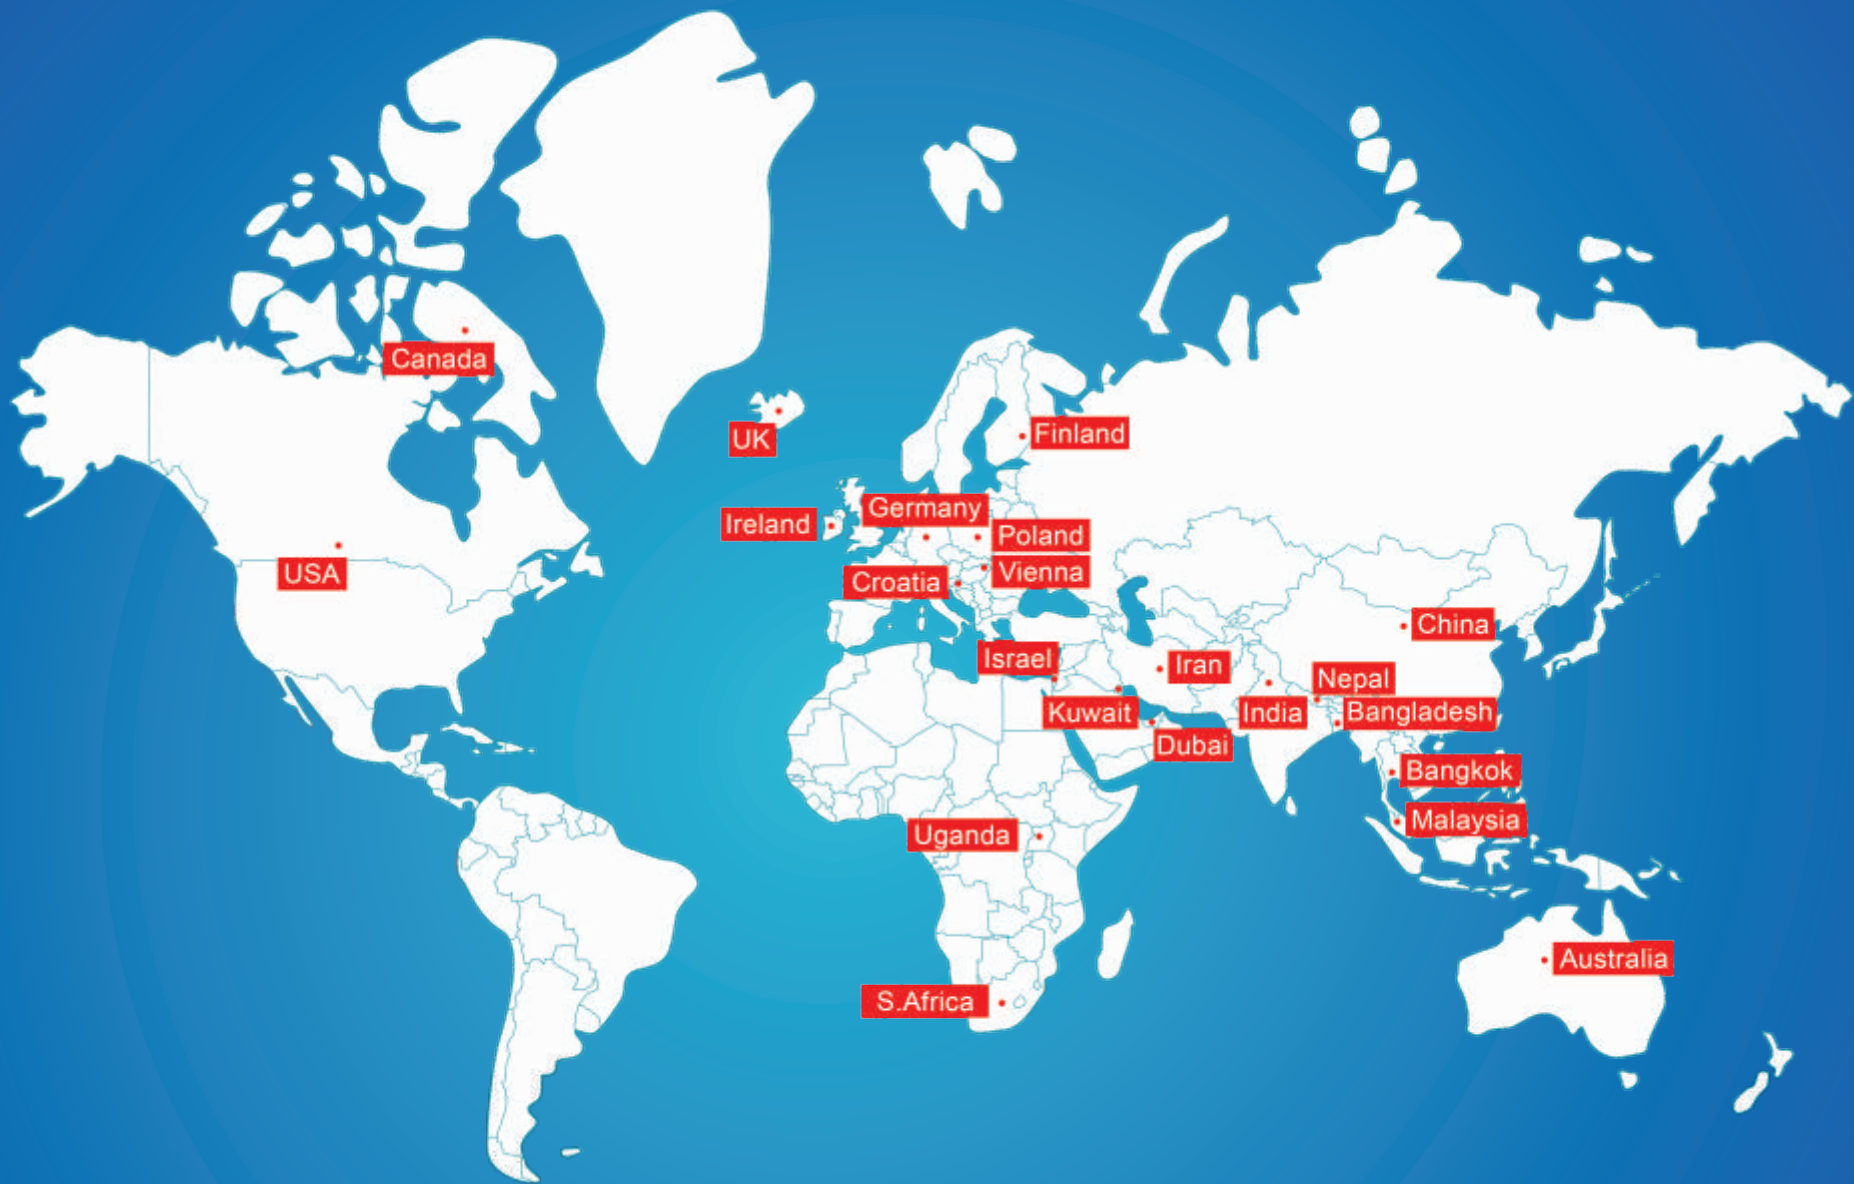 Canada
UK
Finland
Germany
Ireland
Poland
Vienna
USA
Croatia
China
Israel
Iran
Nepal
Kuwait
India
Bangladesh
Dubai
Bangkok
Malaysia
Uganda
Australia
S.Africa